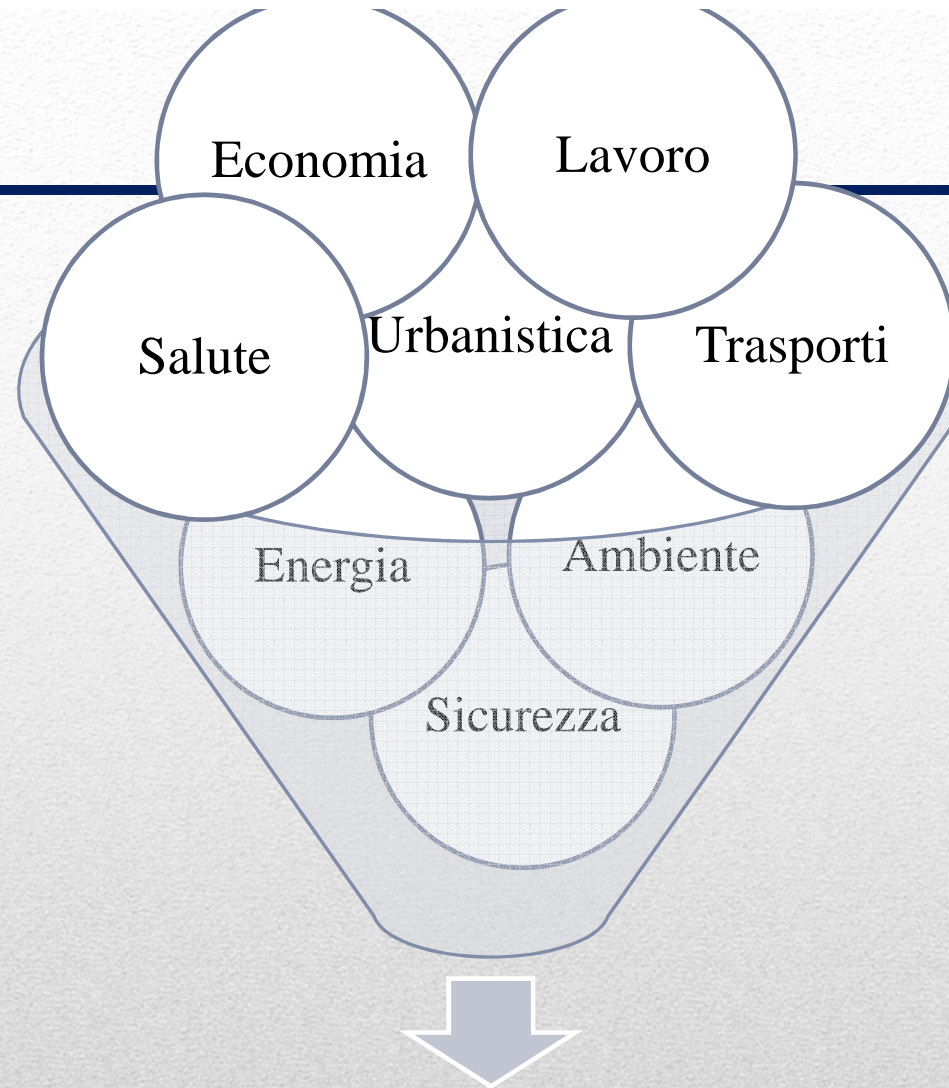 Economia
Lavoro
Salute
Urbanistica
Trasporti
Energia
Ambiente
Sicurezza